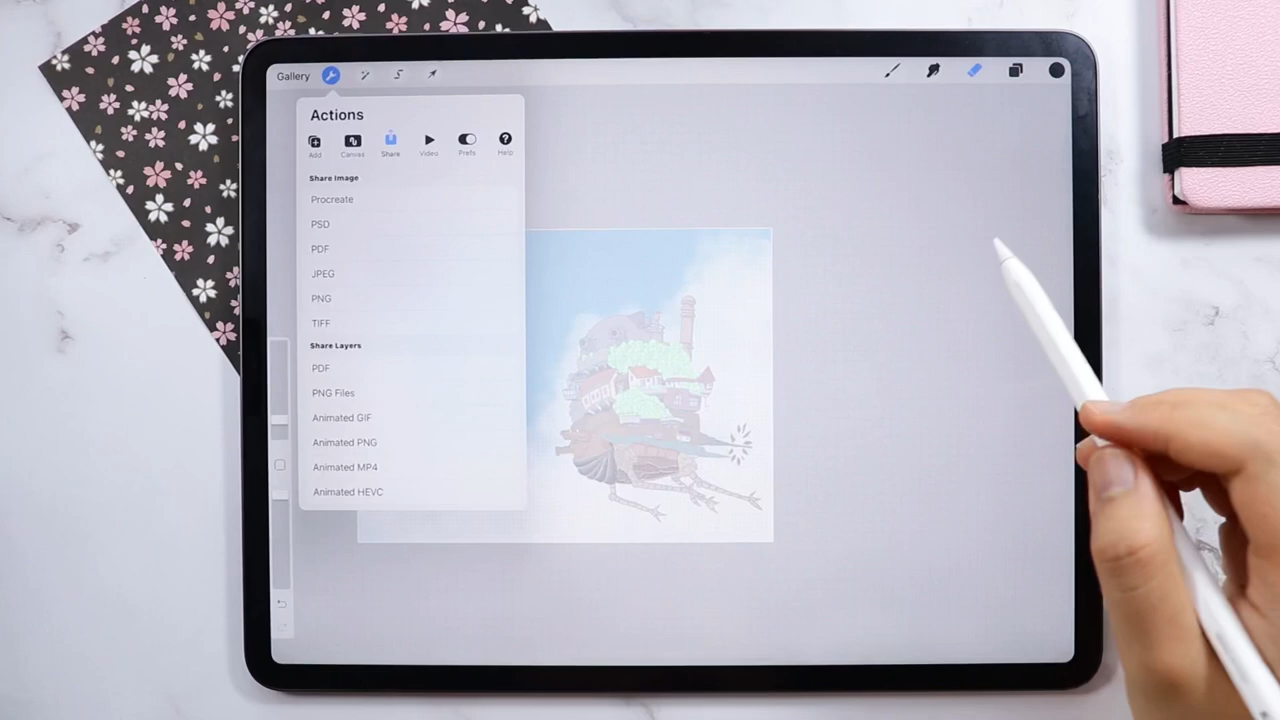 Gallery
Actions
Add Canvas Share Video Prefs Help
Share Image
Procreate
PSD
PDF
JPEG
PNG
TIFF
Share Layers
PDF
PNG Files
Animated GIF
Animated PNG
Animated MP4
Animated HEVC